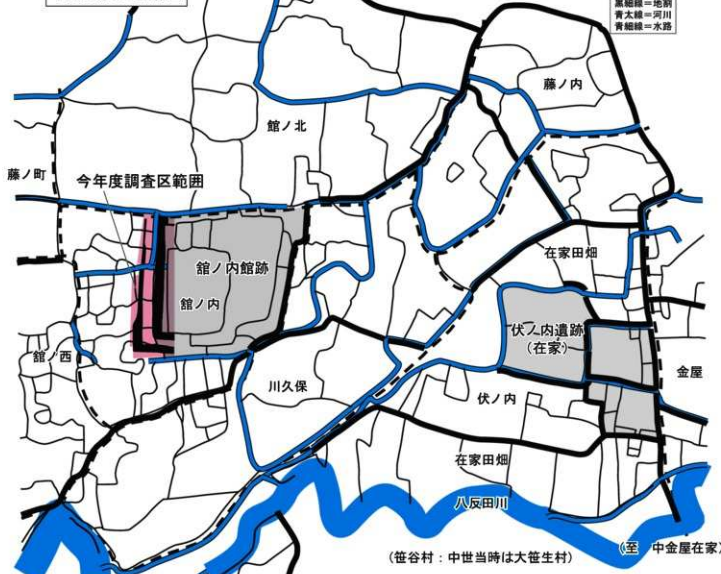 黒細線＝地割
青太線＝河川
青細線＝水路
藤ノ内
館ノ北
藤ノ町
今年度調査区範囲
在家田畑
舘ノ内館跡
舘ノ内
伏ノ内遺跡
（在家）
舘ノ西
金屋
川久保
伏ノ内
在家田畑
八反田川
（笹谷村：中世当時は大笹生村）
（至　中金屋在家）